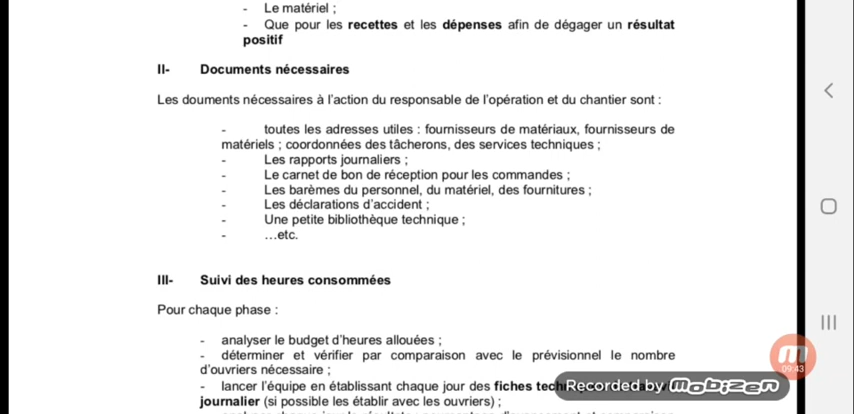 - Le matériel ;
- Que pour les recettes et les dépenses afin de dégager un résultat
positif
II- Documents nécessaires
Les douments nécessaires à l'action du responsable de l'opération et du chantier sont :
- toutes les adresses utiles : fournisseurs de matériaux, fournisseurs de
matériels ; coordonnées des tâcherons, des services techniques ;
- Les rapports journaliers ;
- Le carnet de bon de réception pour les commandes ;
- Les barèmes du personnel, du matériel, des fournitures ;
- Les déclarations d'accident ;
- Une petite bibliothèque technique ;
- …etc.
III- Suivi des heures consommées
Pour chaque phase :
- analyser le budget d'heures allouées ;
- déterminer et vérifier par comparaison avec le prévisionnel le nombre
d'ouvriers nécessaire ;
- lancer l'équipe en établissant chaque jour des fiches
journalier (si possible les établir avec les ouvriers) ;
09:43
Recorded by Mobizen